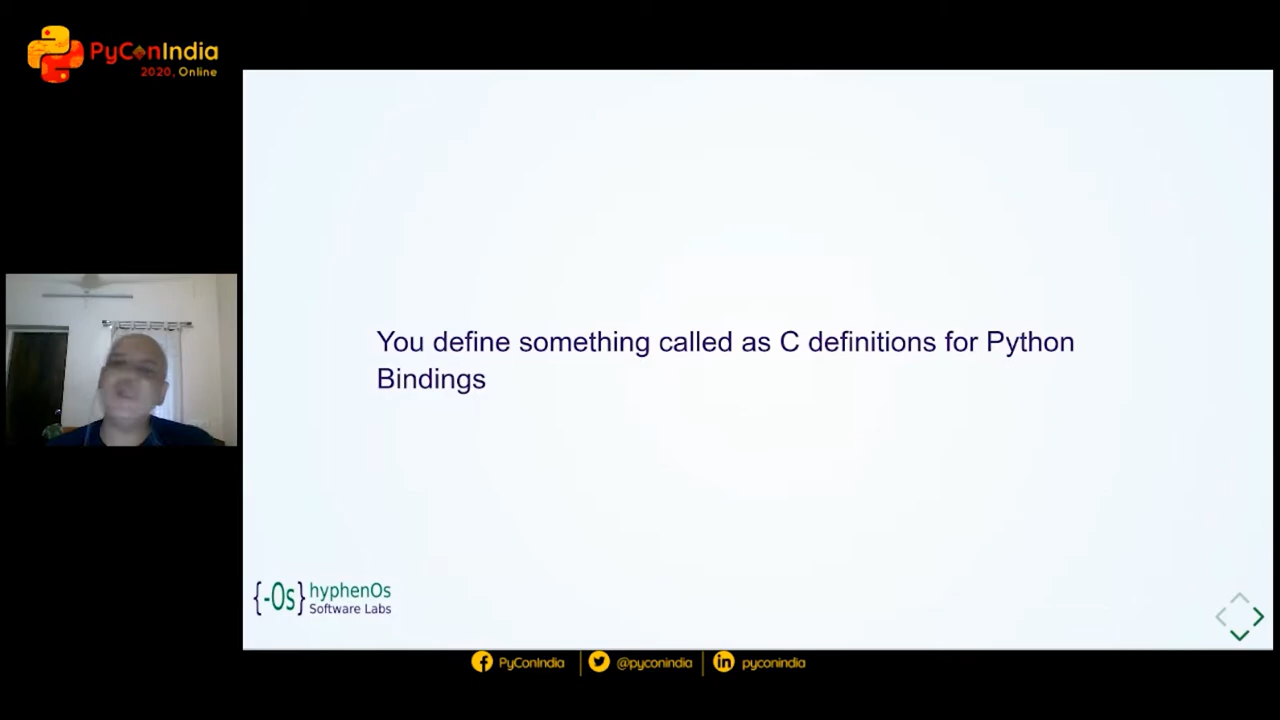 PyConIndia
2020, Online
You define something called as C definitions for Python
Bindings
{-Os} hyphenOs
Software Labs
PyConIndia
@pyconindia
pyconindia